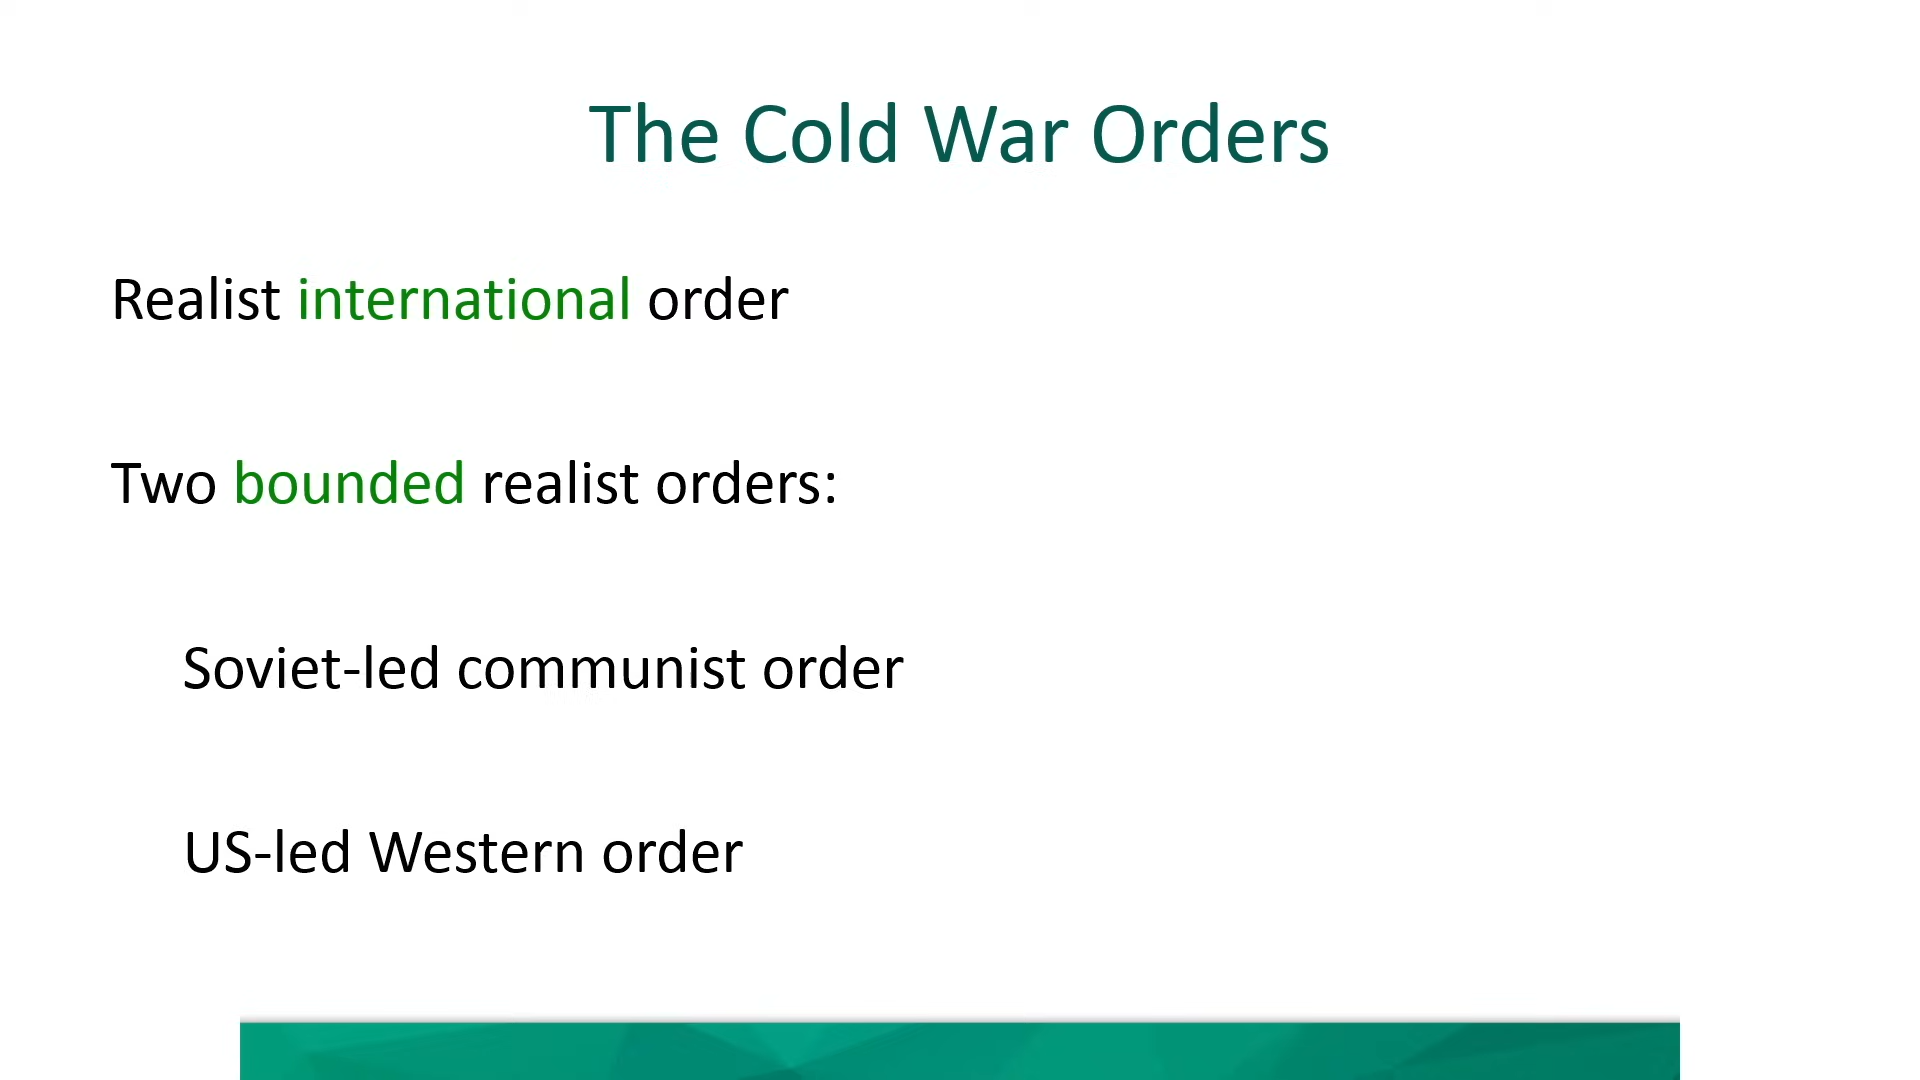 The Cold War Orders
Realist international order
Two bounded realist orders:
Soviet-led communist order
US-led Western order